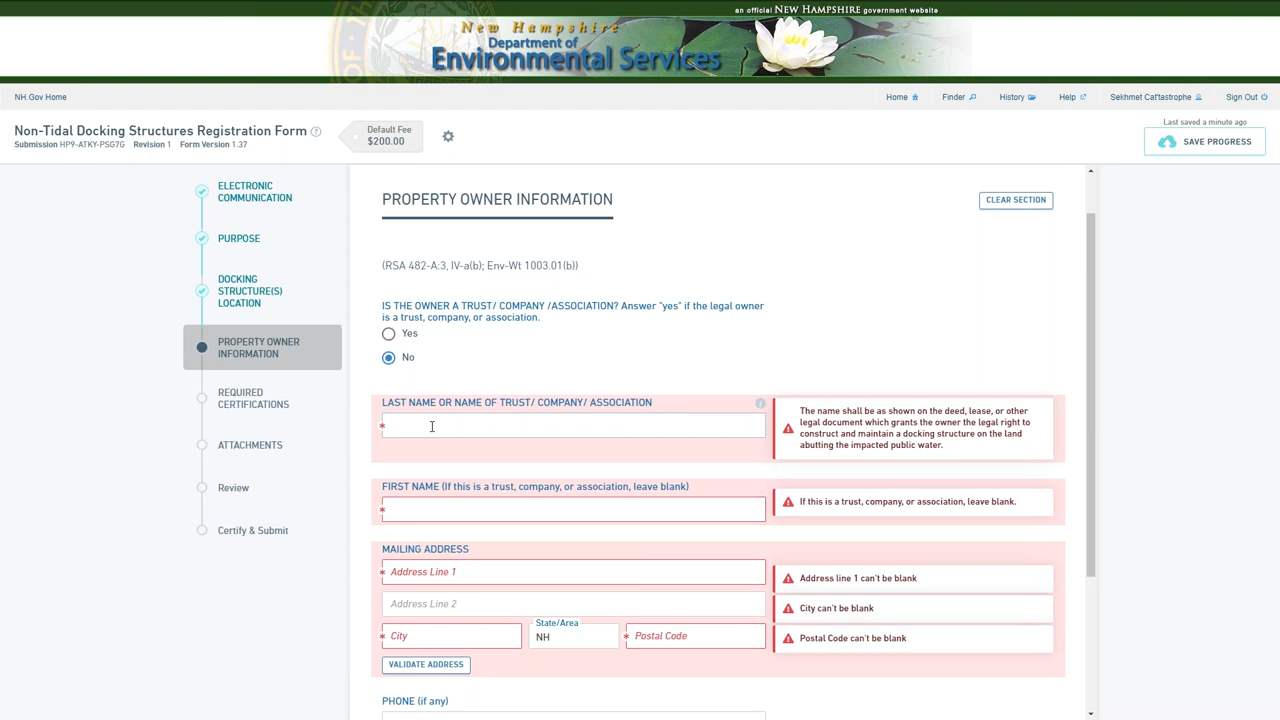 an official NEW HAMPSHIRE government website
New Hampshire
Department of
Environmental Services
NH.Gov Home
Home
Finder
History
Help
Sekhmet Cat'tastrophe
Sign Out
Non-Tidal Docking Structures Registration Form
Submission HP9-ATKY-PSG7G Revision 1 Form Version 1.37
Default Fee
$200.00
Last saved a minute ago
SAVE PROGRESS
ELECTRONIC
COMMUNICATION
PURPOSE
DOCKING
STRUCTURE(S)
LOCATION
PROPERTY OWNER
INFORMATION
REQUIRED
CERTIFICATIONS
ATTACHMENTS
Review
Certify & Submit
PROPERTY OWNER INFORMATION
CLEAR SECTION
(RSA 482-A:3, IV-a(b); Env-Wt 1003.01(b))
IS THE OWNER A TRUST/ COMPANY /ASSOCIATION? Answer "yes" if the legal owner
is a trust, company, or association.
Yes
No
LAST NAME OR NAME OF TRUST/ COMPANY/ ASSOCIATION
*
The name shall be as shown on the deed, lease, or other
legal document which grants the owner the legal right to
construct and maintain a docking structure on the land
abutting the impacted public water.
FIRST NAME (If this is a trust, company, or association, leave blank)
*
If this is a trust, company, or association, leave blank.
MAILING ADDRESS
* Address Line 1
Address line 1 can't be blank
Address Line 2
City can't be blank
State/Area
* City
NH
* Postal Code
Postal Code can't be blank
VALIDATE ADDRESS
PHONE (if any)